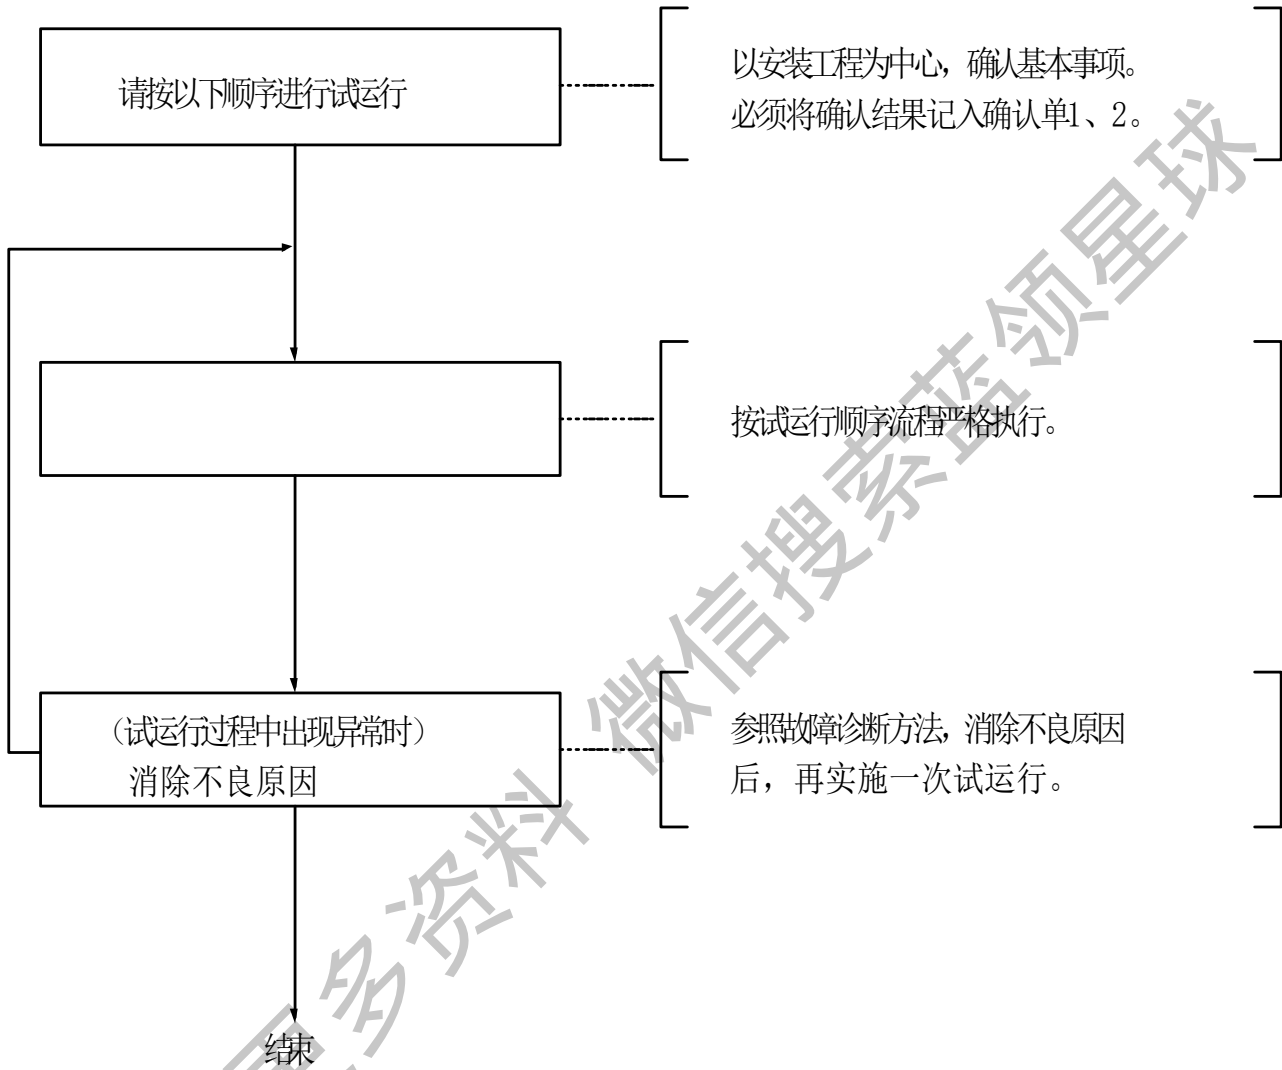 请按以下顺序进行试运行
以安装工程为中心，确认基本事项。
必须将确认结果记入确认单1、2。
按试运行顺序流程严格执行。
（试运行过程中出现异常时）
消除不良原因
参照故障诊断方法，消除不良原因
后，再实施一次试运行。
结束
更多资料 微信搜索蓝领星球